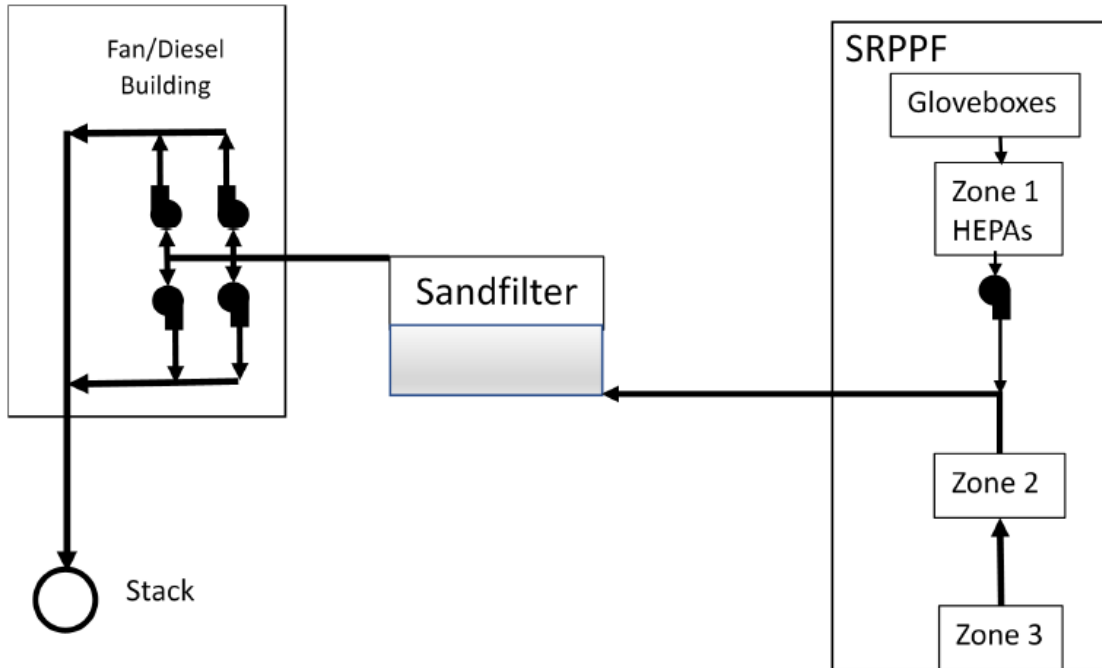 Fan/Diesel
Building
SRPPF
Gloveboxes
Zone 1
HEPAs
Sandfilter
Zone 2
Stack
Zone 3